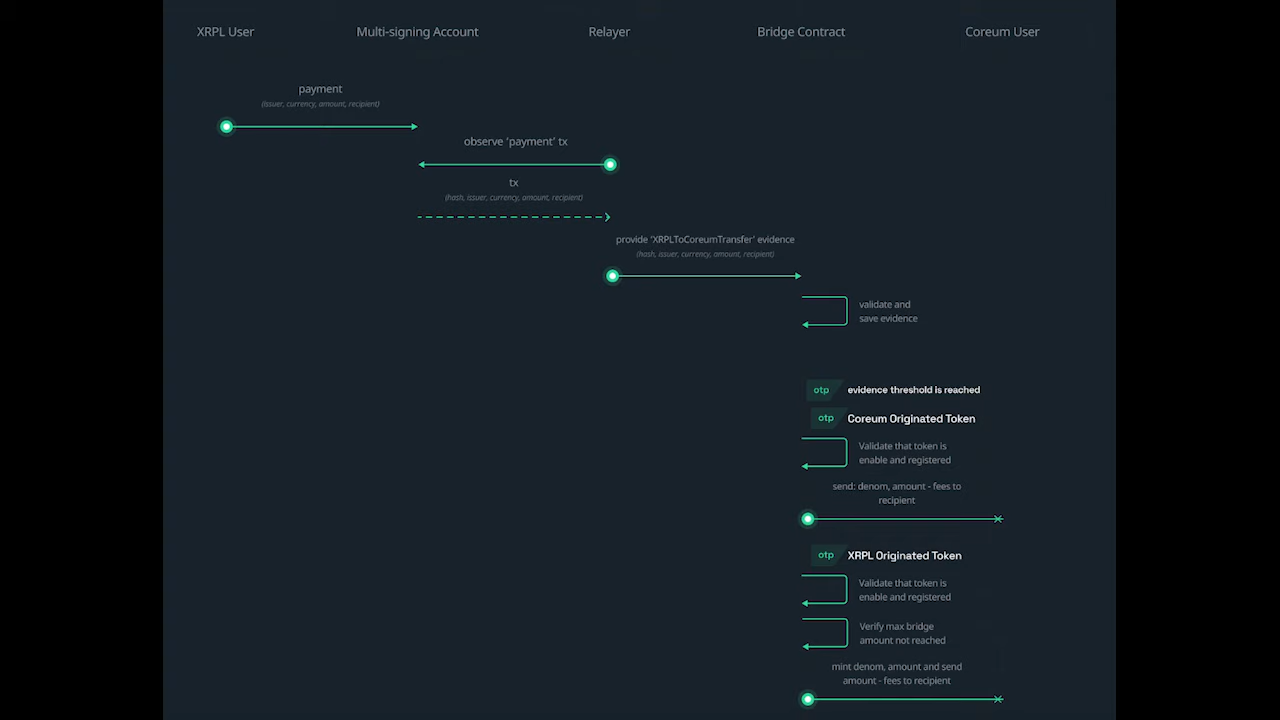 XRPL User
Multi-signing Account
Relayer
Bridge Contract
Coreum User
payment
(issuer, currency, amount, recipient)
observe ‘payment’ tx
tx
(hash, issuer, currency, amount, recipient)
provide ‘XRPLToCoreumTransfer’ evidence
(hash, issuer, currency, amount, recipient)
validate and
save evidence
otp evidence threshold is reached
otp Coreum Originated Token
Validate that token is
enable and registered
send: denom, amount - fees to
recipient
otp XRPL Originated Token
Validate that token is
enable and registered
Verify max bridge
amount not reached
mint denom, amount and send
amount - fees to recipient